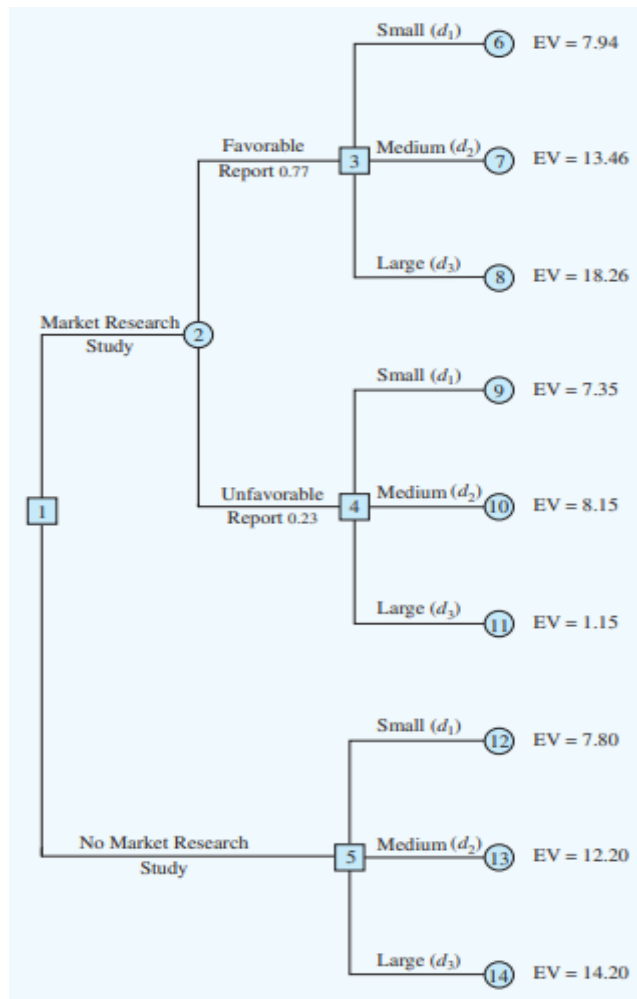 Small (d₁)
6 EV = 7.94
Favorable
Report 0.77
3 Medium (d₂) 7 EV = 13.46
Large (d₃)
8 EV = 18.26
Market Research
Study
2
Small (d₁)
9 EV = 7.35
Unfavorable
Report 0.23
1
4 Medium (d₂) 10 EV = 8.15
Large (d₃)
11 EV = 1.15
Small (d₁)
12 EV = 7.80
No Market Research
Study
5 Medium (d₂) 13 EV = 12.20
Large (d₃)
14 EV = 14.20